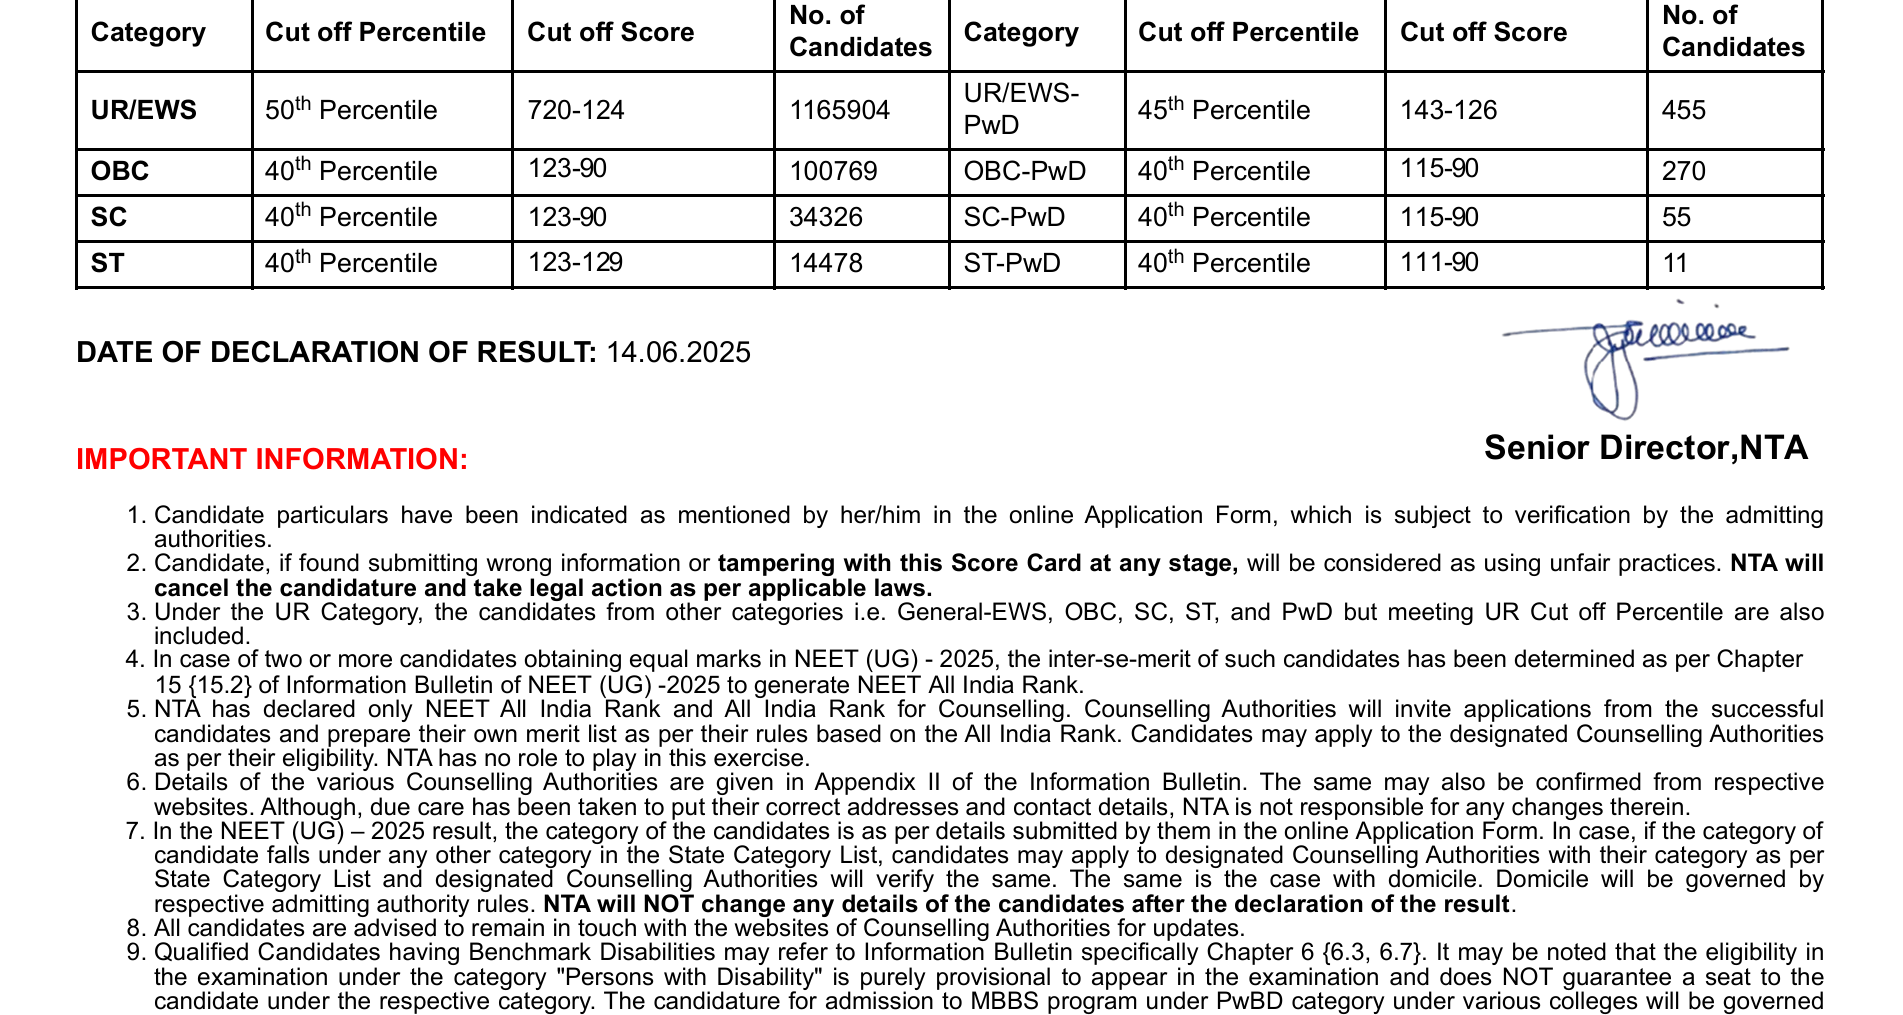 Category Cut off Percentile Cut off Score No. of Candidates Category Cut off Percentile Cut off Score No. of Candidates
UR/EWS 50th Percentile 720-124 1165904 UR/EWS-PwD 45th Percentile 143-126 455
OBC 40th Percentile 123-90 100769 OBC-PwD 40th Percentile 115-90 270
SC 40th Percentile 123-90 34326 SC-PwD 40th Percentile 115-90 55
ST 40th Percentile 123-129 14478 ST-PwD 40th Percentile 111-90 11
DATE OF DECLARATION OF RESULT: 14.06.2025
Senior Director,NTA
IMPORTANT INFORMATION:
1. Candidate particulars have been indicated as mentioned by her/him in the online Application Form, which is subject to verification by the admitting
authorities.
2. Candidate, if found submitting wrong information or tampering with this Score Card at any stage, will be considered as using unfair practices. NTA will
cancel the candidature and take legal action as per applicable laws.
3. Under the UR Category, the candidates from other categories i.e. General-EWS, OBC, SC, ST, and PwD but meeting UR Cut off Percentile are also
included.
4. In case of two or more candidates obtaining equal marks in NEET (UG) - 2025, the inter-se-merit of such candidates has been determined as per Chapter
15 {15.2} of Information Bulletin of NEET (UG) -2025 to generate NEET All India Rank.
5. NTA has declared only NEET All India Rank and All India Rank for Counselling. Counselling Authorities will invite applications from the successful
candidates and prepare their own merit list as per their rules based on the All India Rank. Candidates may apply to the designated Counselling Authorities
as per their eligibility. NTA has no role to play in this exercise.
6. Details of the various Counselling Authorities are given in Appendix II of the Information Bulletin. The same may also be confirmed from respective
websites. Although, due care has been taken to put their correct addresses and contact details, NTA is not responsible for any changes therein.
7. In the NEET (UG) – 2025 result, the category of the candidates is as per details submitted by them in the online Application Form. In case, if the category of
candidate falls under any other category in the State Category List, candidates may apply to designated Counselling Authorities with their category as per
State Category List and designated Counselling Authorities will verify the same. The same is the case with domicile. Domicile will be governed by
respective admitting authority rules. NTA will NOT change any details of the candidates after the declaration of the result.
8. All candidates are advised to remain in touch with the websites of Counselling Authorities for updates.
9. Qualified Candidates having Benchmark Disabilities may refer to Information Bulletin specifically Chapter 6 {6.3, 6.7}. It may be noted that the eligibility in
the examination under the category "Persons with Disability" is purely provisional to appear in the examination and does NOT guarantee a seat to the
candidate under the respective category. The candidature for admission to MBBS program under PwBD category under various colleges will be governed